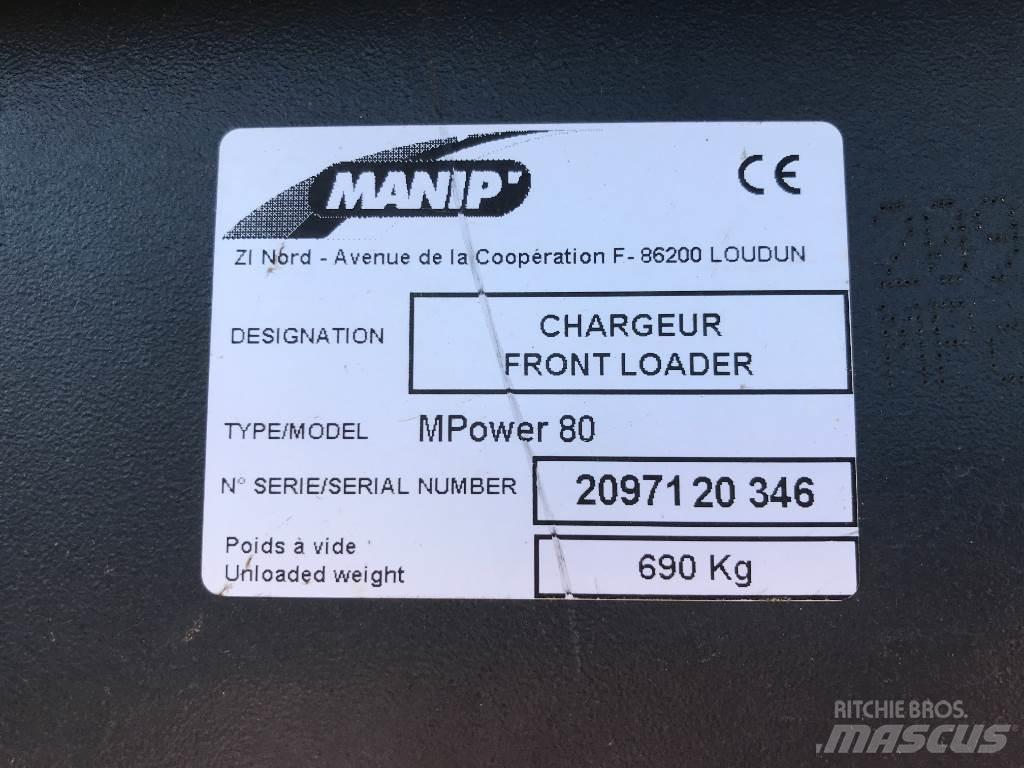 MANIP'
CE
ZI Nord - Avenue de la Coopération F- 86200 LOUDUN
DESIGNATION
CHARGEUR
FRONT LOADER
TYPE/MODEL MPower 80
N° SERIE/SERIAL NUMBER 2097120 346
Poids à vide
Unloaded weight
690 Kg
RITCHIE BROS.
MASCUS